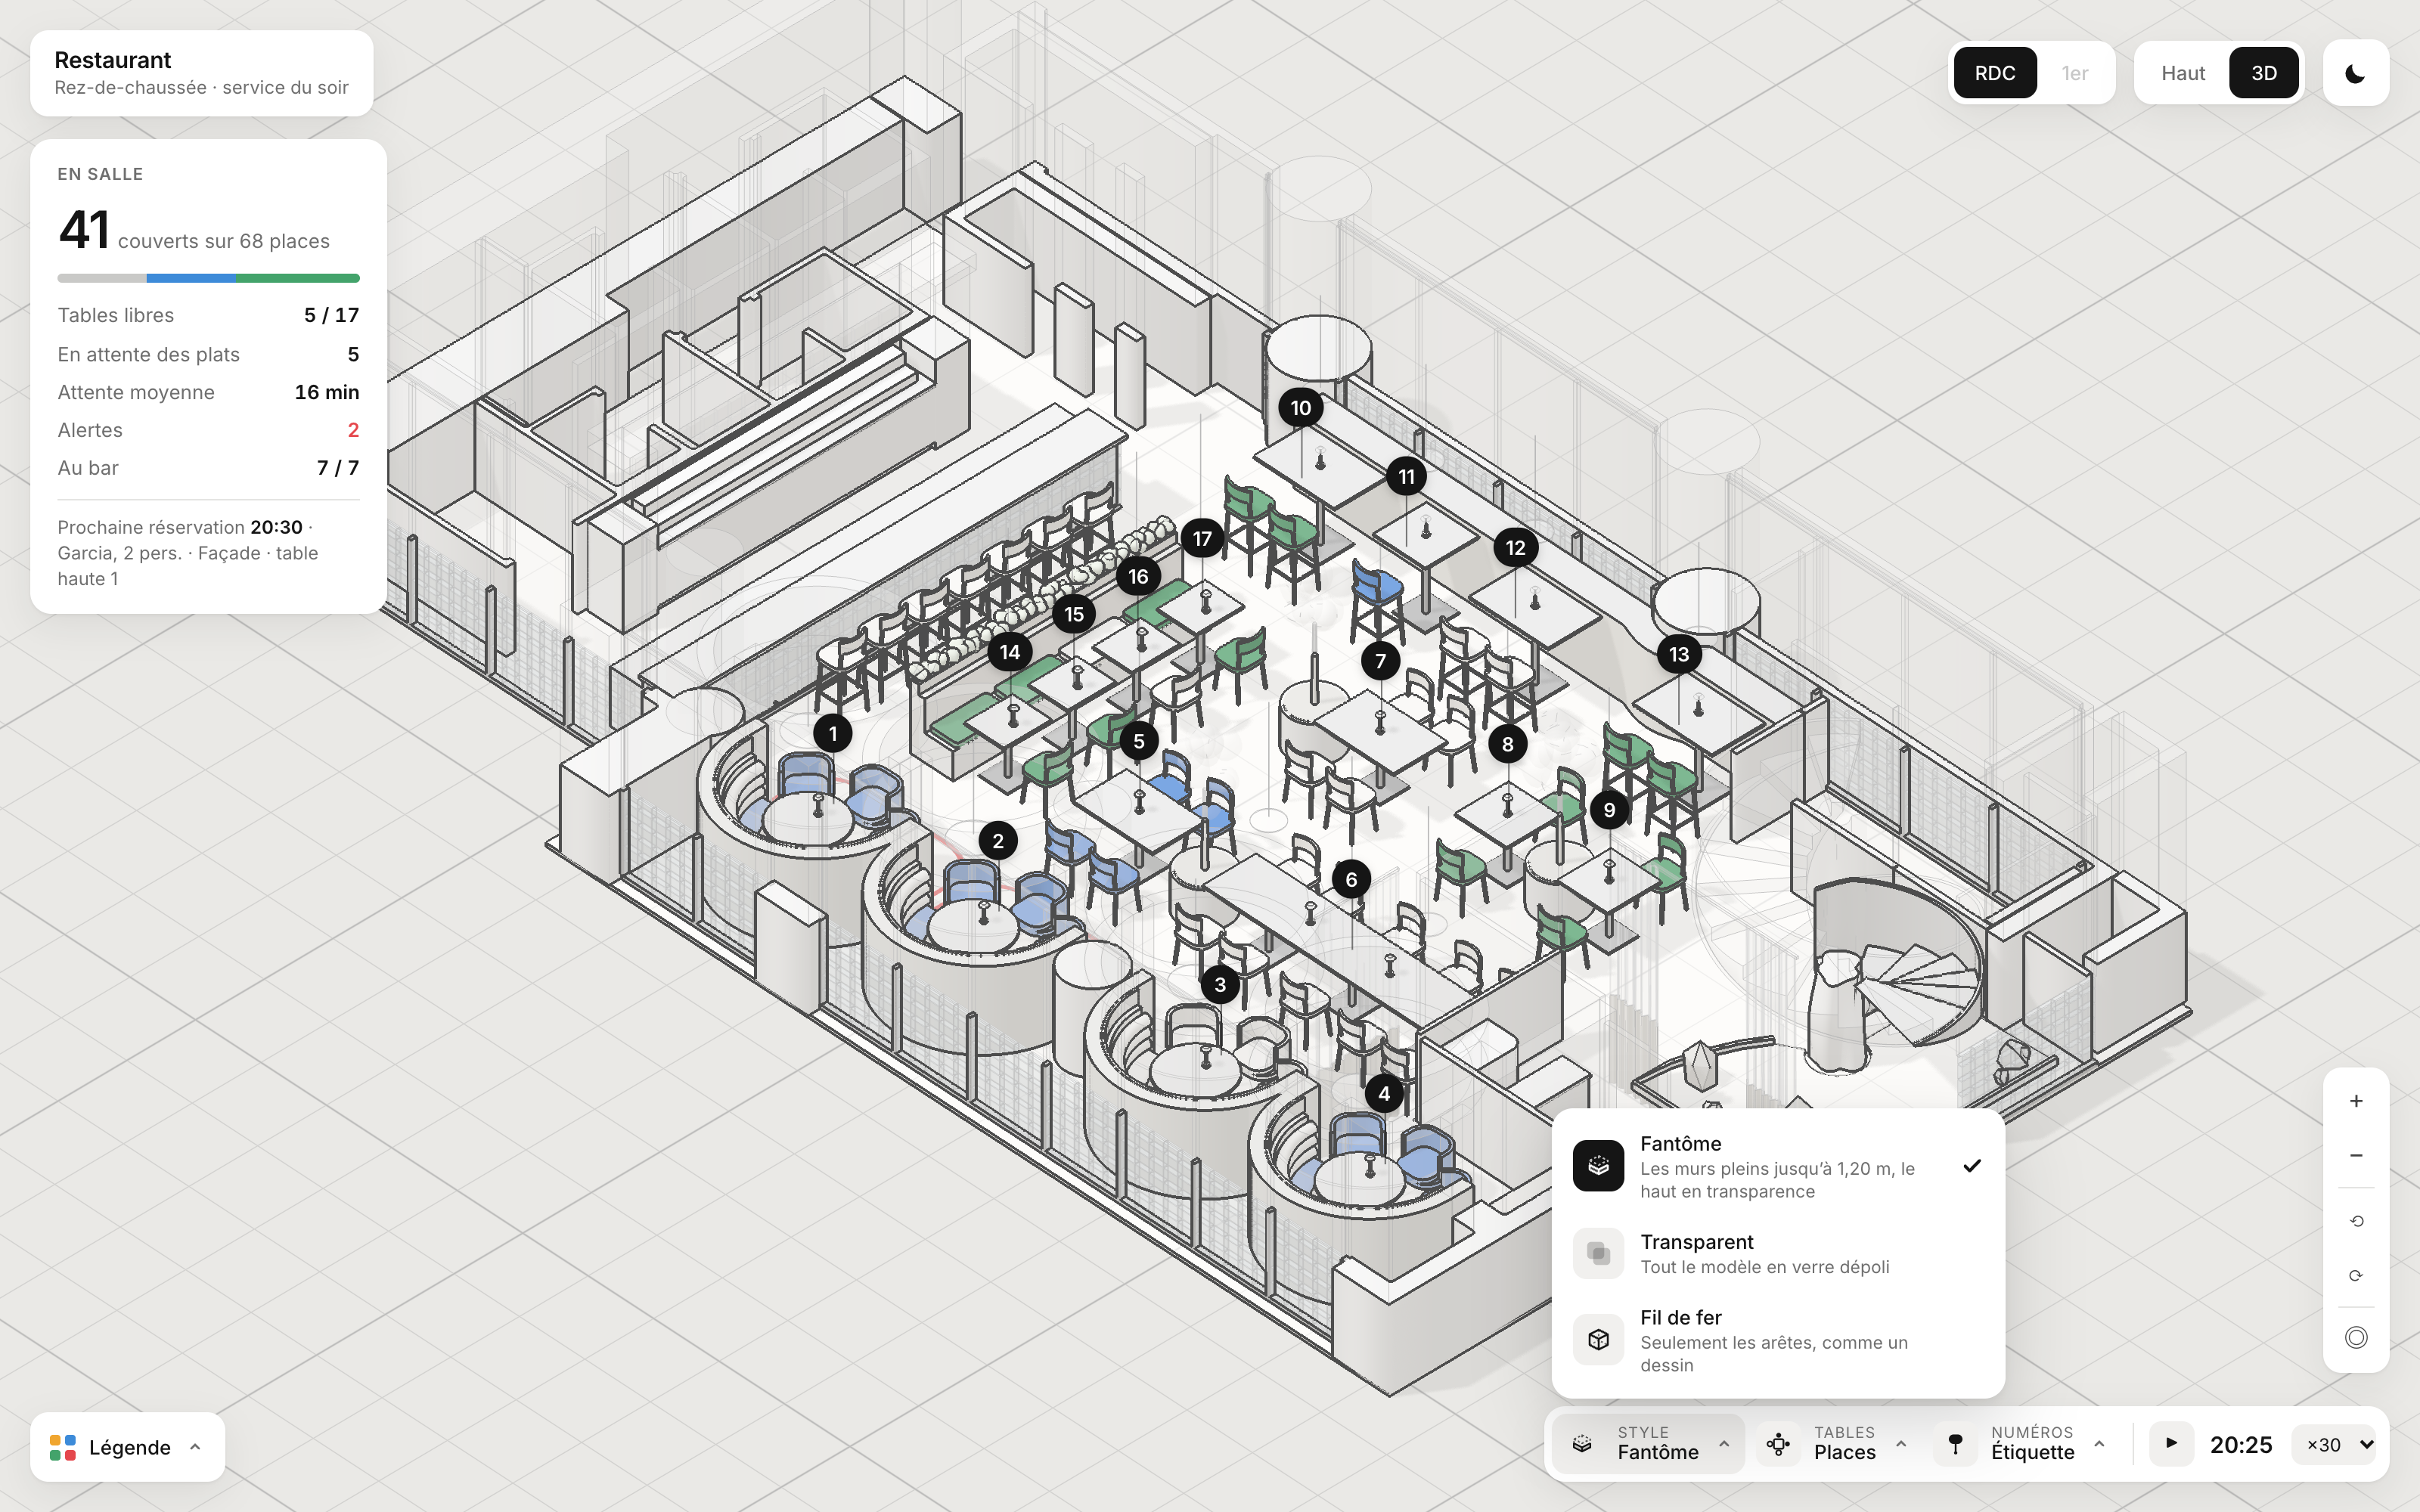 Restaurant
Rez-de-chaussée · service du soir
EN SALLE
41 couverts sur 68 places
Tables libres 5 / 17
En attente des plats 5
Attente moyenne 16 min
Alertes 2
Au bar 7 / 7
Prochaine réservation 20:30 ·
Garcia, 2 pers. · Façade · table
haute 1
RDC 1er
Haut 3D
10
11
12
17
16
15
13
14
7
1
5
8
9
2
6
3
4
Fantôme
Les murs pleins jusqu’à 1,20 m, le
haut en transparence
Transparent
Tout le modèle en verre dépoli
Fil de fer
Seulement les arêtes, comme un
dessin
+
−
Légende
STYLE
Fantôme
TABLES
Places
NUMÉROS
Étiquette
20:25
×30